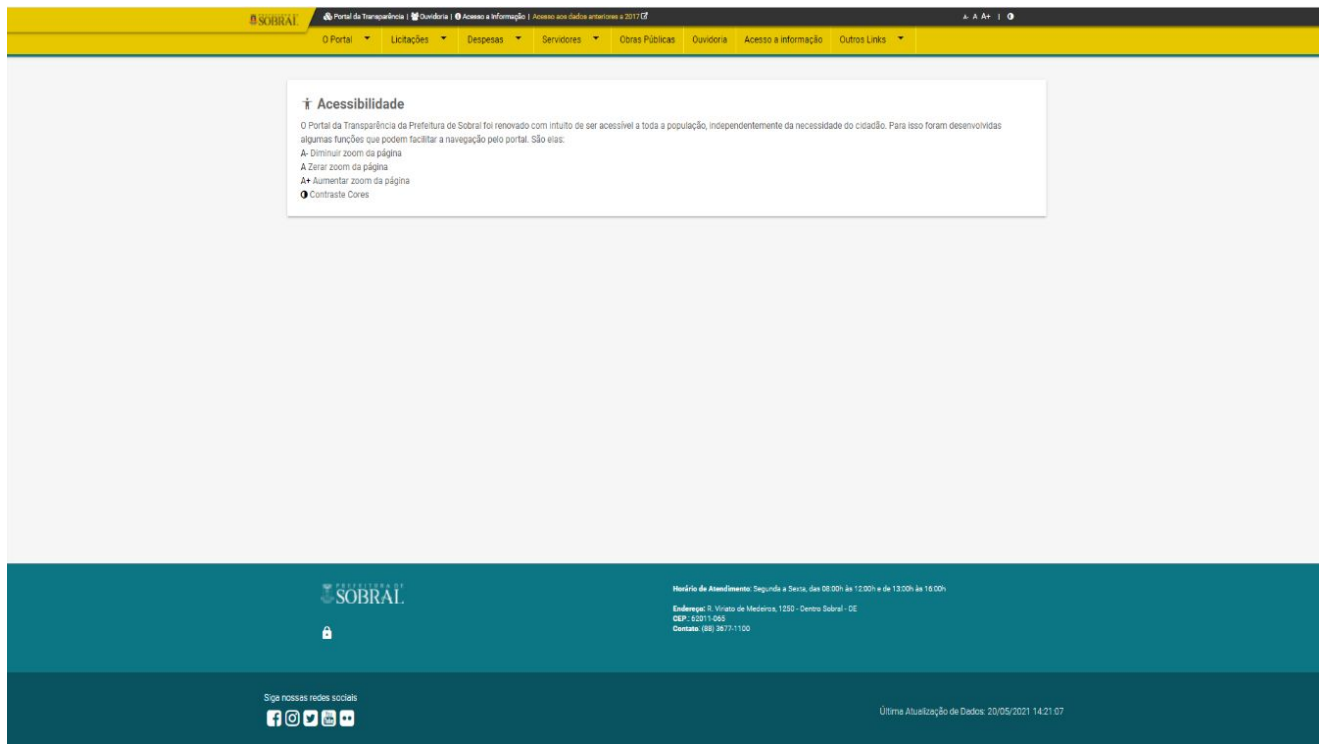 PREFEITURA DE
SOBRAL
Portal da Transparência | Ouvidoria | Acesso a Informação | Acesso aos dados anteriores a 2017
A- A A+ |
O Portal Licitações Despesas Servidores Obras Públicas Ouvidoria Acesso a informação Outros Links
Acessibilidade
O Portal da Transparência da Prefeitura de Sobral foi renovado com intuito de ser acessível a toda a população, independentemente da necessidade do cidadão. Para isso foram desenvolvidas
algumas funções que podem facilitar a navegação pelo portal. São elas:
A- Diminuir zoom da página
A Zerar zoom da página
A+ Aumentar zoom da página
Contraste Cores
PREFEITURA DE
SOBRAL
Horário de Atendimento: Segunda a Sexta, das 08:00h às 12:00h e de 13:00h às 16:00h
Endereço: R. Viriato de Medeiros, 1250 - Centro Sobral - CE
CEP.: 62011-065
Contato: (88) 3677-1100
Siga nossas redes sociais
Última Atualização de Dados: 20/05/2021 14:21:07